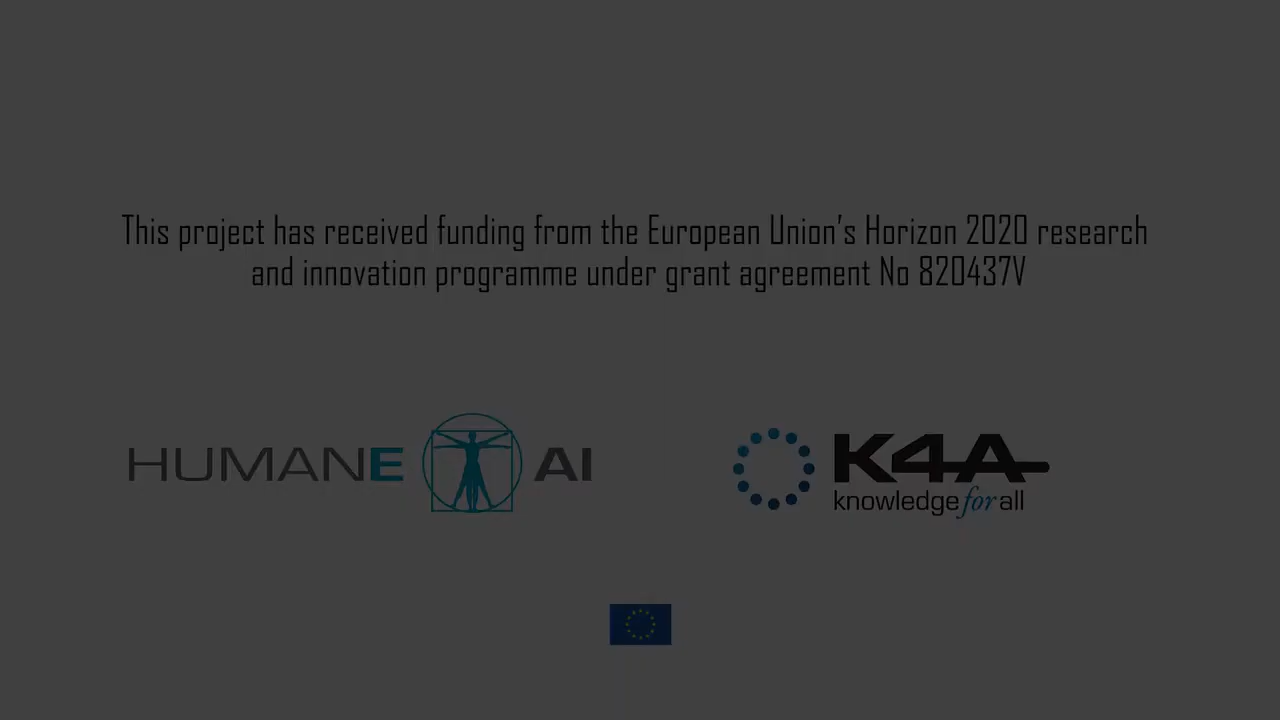 This project has received funding from the European Union's Horizon 2020 research
and innovation programme under grant agreement No 820437V
HUMANE AI
K4A
knowledge for all